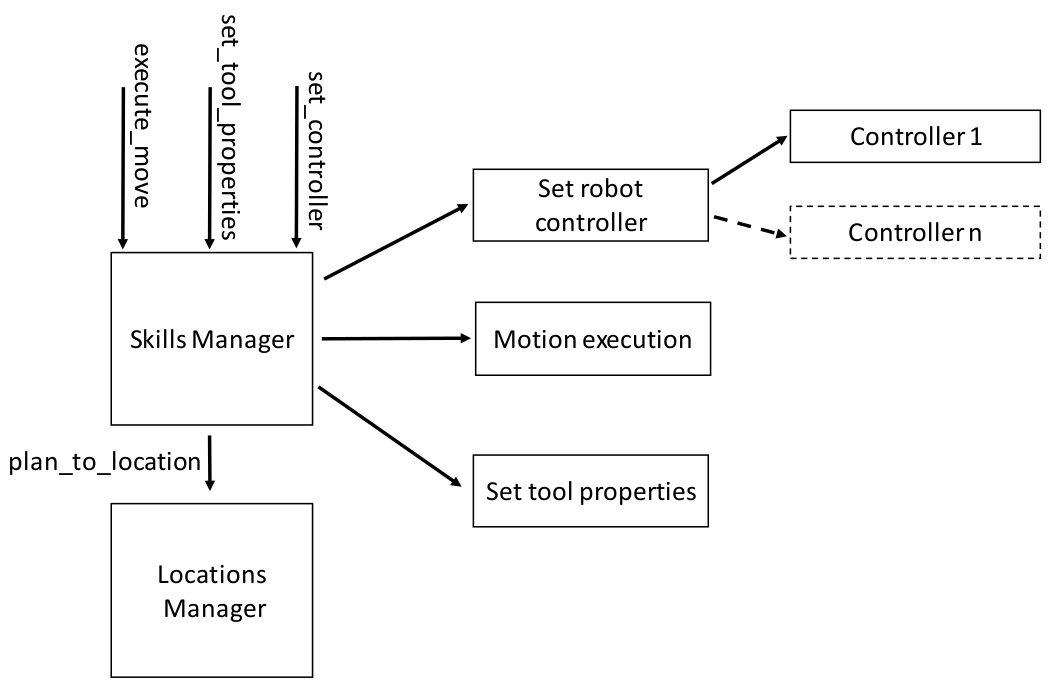 execute_move
set_tool_properties
set_controller
Controller 1
Set robot
controller
Controller n
Skills Manager
Motion execution
plan_to_location
Set tool properties
Locations
Manager